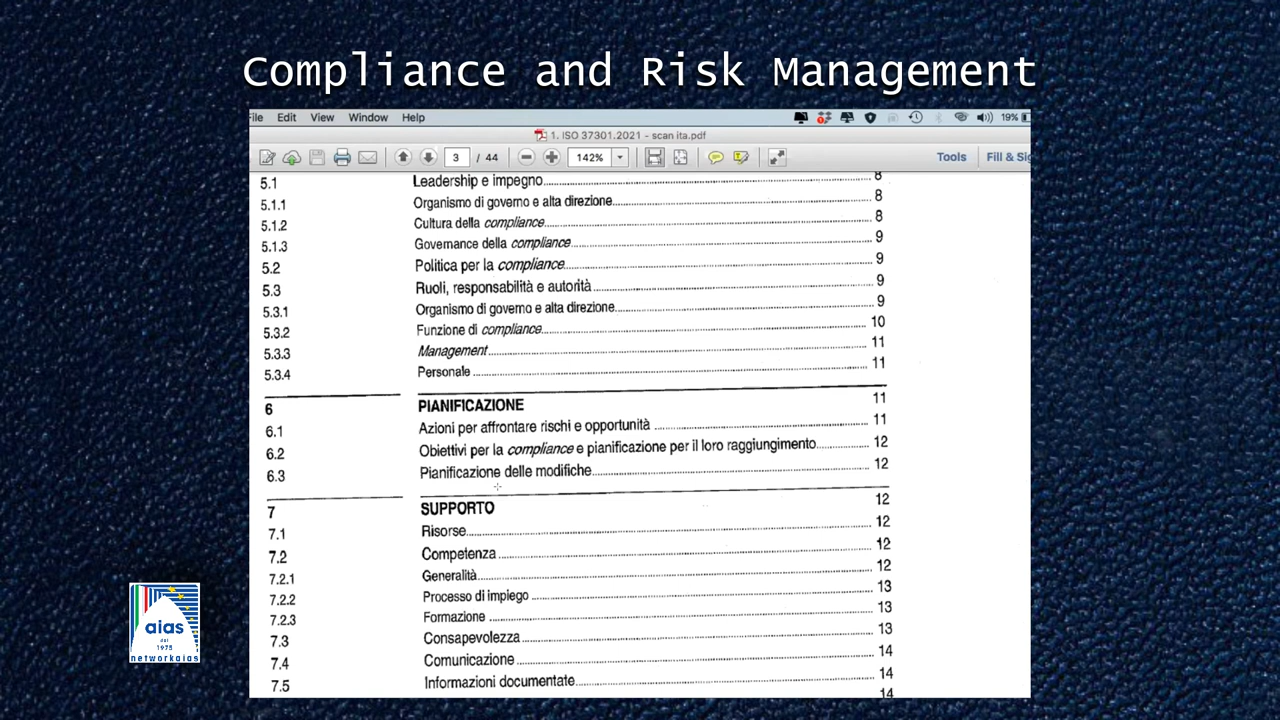 Compliance and Risk Management
ile Edit View Window Help 19%
1. ISO 37301.2021 - scan ita.pdf
3 / 44 142% Tools Fill & Sig
5.1 Leadership e impegno 8
5.1.1 Organismo di governo e alta direzione 8
5.1.2 Cultura della compliance 8
5.1.3 Governance della compliance 9
5.2 Politica per la compliance 9
5.3 Ruoli, responsabilità e autorità 9
5.3.1 Organismo di governo e alta direzione 9
5.3.2 Funzione di compliance 10
5.3.3 Management 11
5.3.4 Personale 11
6 PIANIFICAZIONE 11
6.1 Azioni per affrontare rischi e opportunità 11
6.2 Obiettivi per la compliance e pianificazione per il loro raggiungimento 12
6.3 Pianificazione delle modifiche 12
7 SUPPORTO 12
7.1 Risorse 12
7.2 Competenza 12
7.2.1 Generalità 12
7.2.2 Processo di impiego 13
7.2.3 Formazione 13
7.3 Consapevolezza 13
7.4 Comunicazione 14
7.5 Informazioni documentate 14
14
aias
dal
1975
networkaias